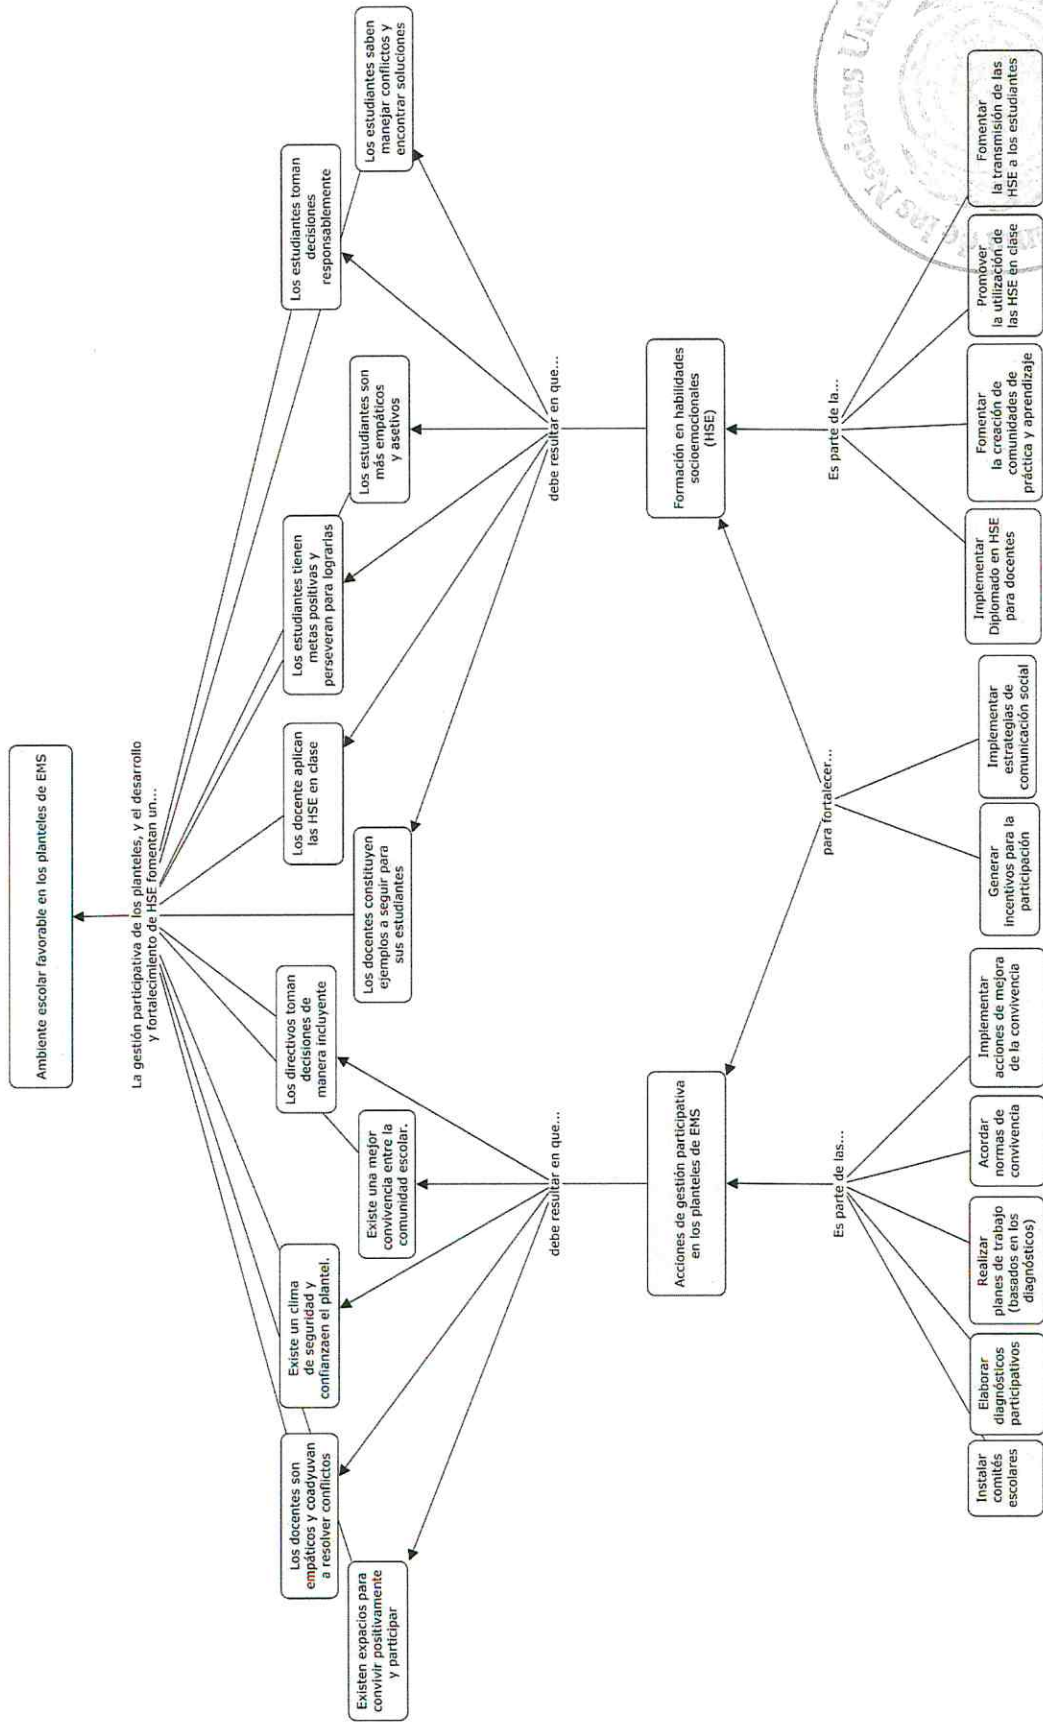 Ambiente escolar favorable en los planteles de EMS
La gestión participativa de los planteles, y el desarrollo
y fortalecimiento de HSE fomentan un...
Existen expacios para
convivir positivamente
y participar
Los docentes son
empáticos y coadyuvan
a resolver conflictos
Existe un clima
de seguridad y
confianzaen el plantel.
Existe una mejor
convivencia entre la
comunidad escolar.
Los directivos toman
decisiones de
manera incluyente
Los docentes constituyen
ejemplos a seguir para
sus estudiantes
Los docente aplican
las HSE en clase
Los estudiantes tienen
metas positivas y
perseveran para lograrlas
Los estudiantes son
más empáticos
y asetivos
Los estudiantes toman
decisiones
responsablemente
Los estudiantes saben
manejar conflictos y
encontrar soluciones
debe resultar en que...
debe resultar en que...
Acciones de gestión participativa
en los planteles de EMS
Formación en habilidades
socioemocionales
(HSE)
Es parte de las...
para fortalecer...
Es parte de la...
Instalar
comités
escolares
Elaborar
diagnósticos
participativos
Realizar
planes de trabajo
(basados en los
diagnósticos)
Acordar
normas de
convivencia
Implementar
acciones de mejora
de la convivencia
Generar
incentivos para la
participación
Implementar
estrategias de
comunicación social
Implementar
Diplomado en HSE
para docentes
Fomentar
la creación de
comunidades de
práctica y aprendizaje
Promover
la utilización de
las HSE en clase
Fomentar
la transmisión de las
HSE a los estudiantes
de las Naciones